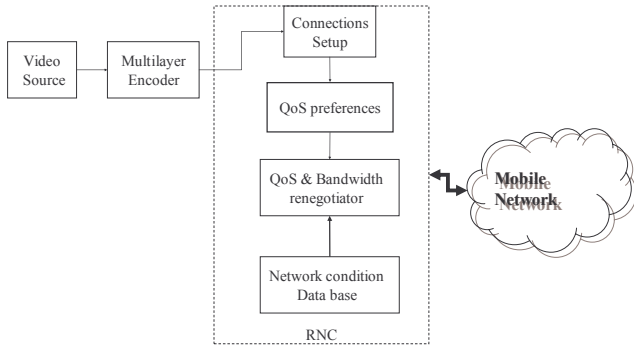 Video
Source
Multilayer
Encoder
Connections
Setup
QoS preferences
QoS & Bandwidth
renegotiator
Network condition
Data base
RNC
Mobile
Network